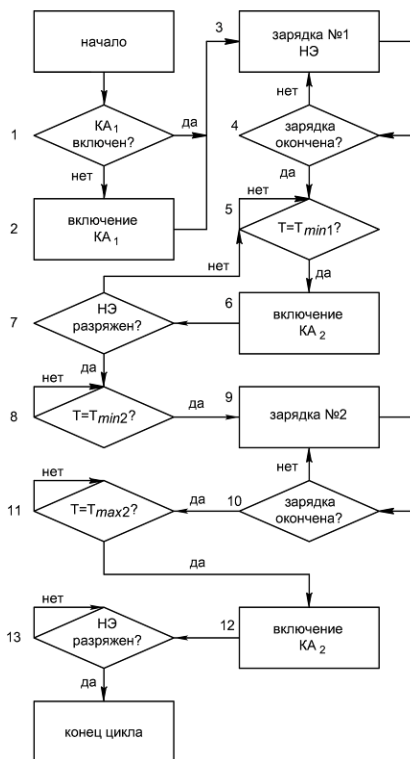 начало
3
зарядка №1
НЭ
нет
1
КА1
включен?
да
4
зарядка
окончена?
нет
да
2
включение
КА1
5
нет
T=Tmin1?
нет
да
7
НЭ
разряжен?
6
включение
КА2
да
нет
8
T=Tmin2?
да
9
зарядка №2
нет
нет
11
T=Tmax2?
да
10
зарядка
окончена?
да
нет
13
НЭ
разряжен?
12
включение
КА2
да
конец цикла